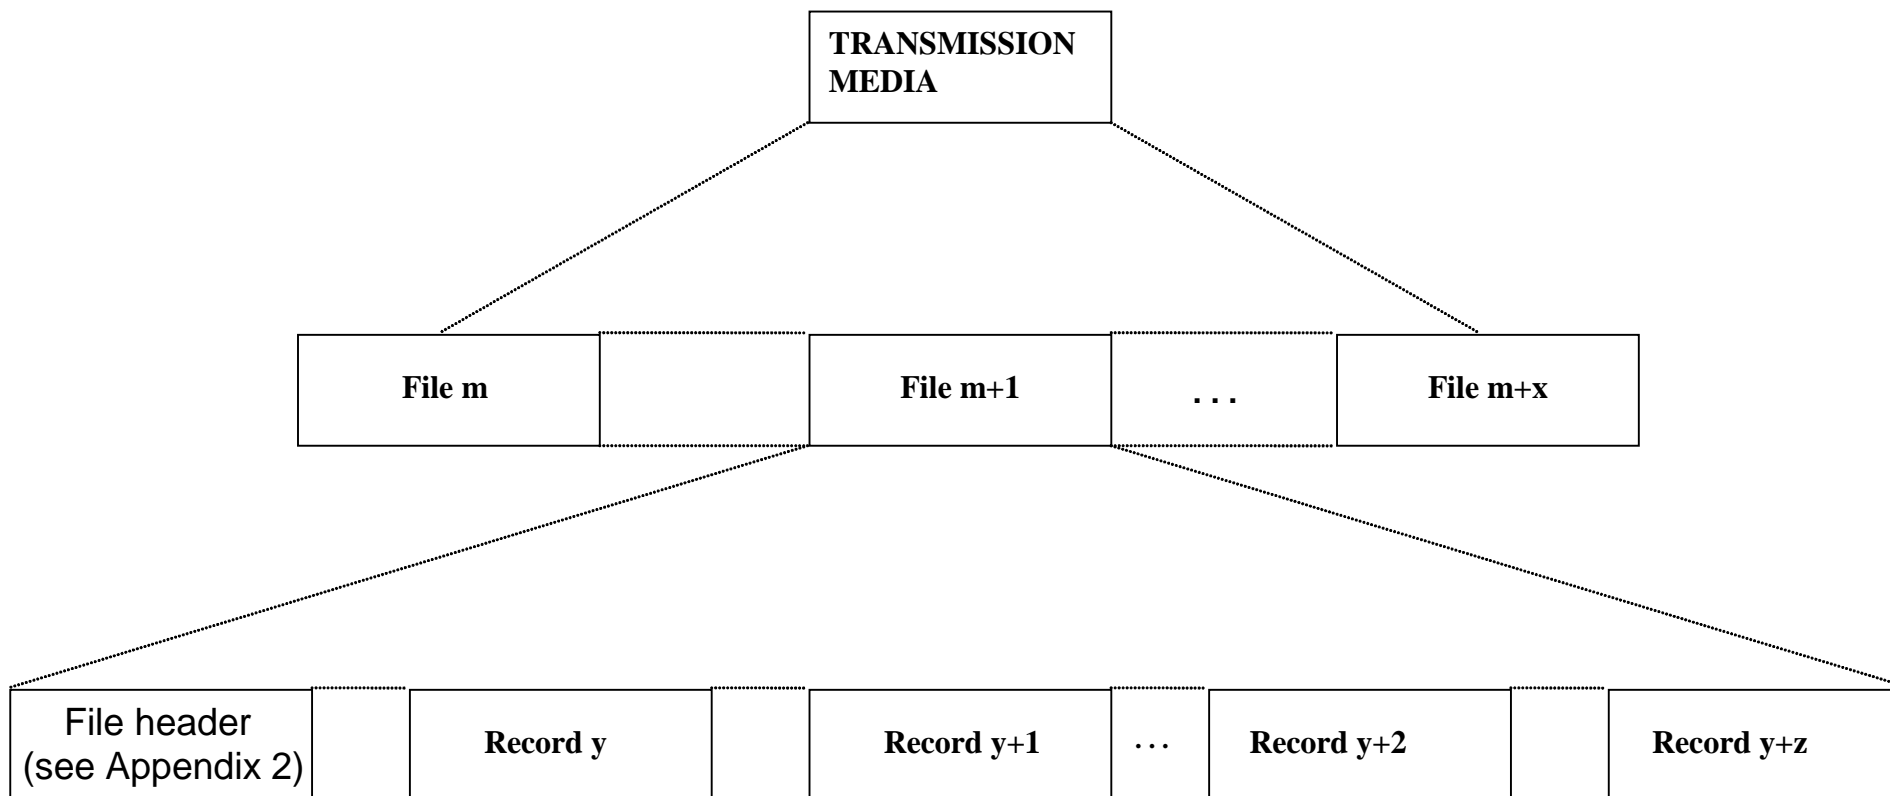 TRANSMISSION
MEDIA
File m
File m+1
...
File m+x
File header
(see Appendix 2)
Record y
Record y+1
...
Record y+2
Record y+z